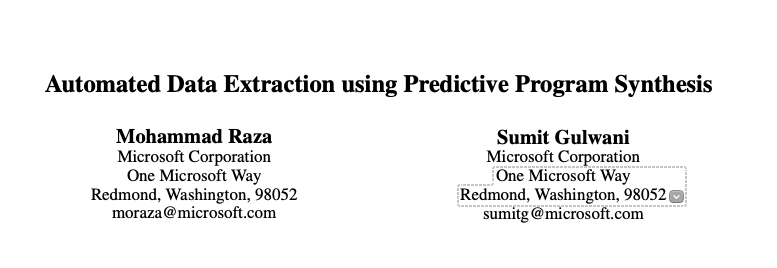 Automated Data Extraction using Predictive Program Synthesis
Mohammad Raza
Microsoft Corporation
One Microsoft Way
Redmond, Washington, 98052
moraza@microsoft.com
Sumit Gulwani
Microsoft Corporation
One Microsoft Way
Redmond, Washington, 98052
sumitg@microsoft.com